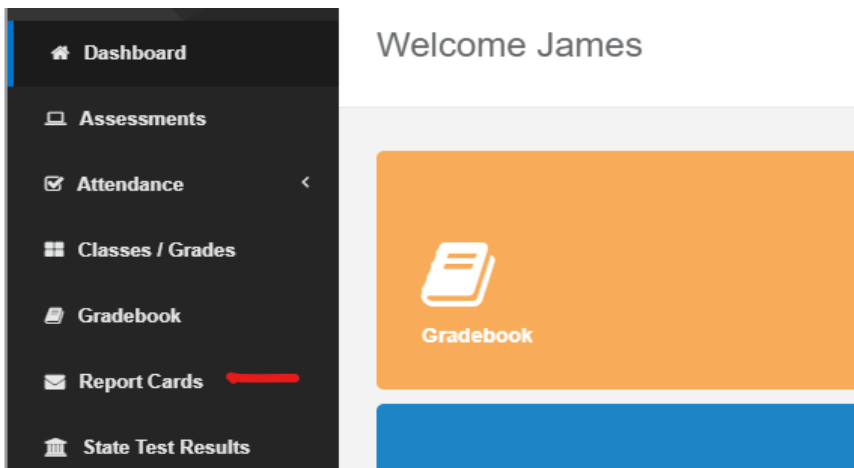 Dashboard
Assessments
Attendance
Classes / Grades
Gradebook
Report Cards
State Test Results
Welcome James
Gradebook